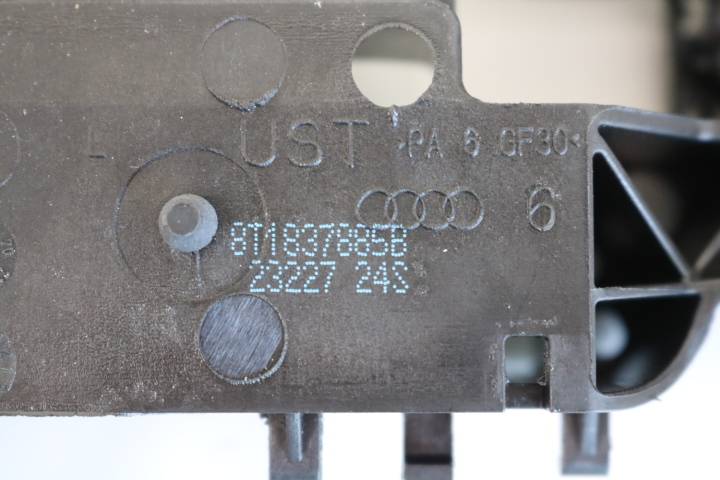 L UST >PA 6 GF30<
6
8T1837885B
23227 24S